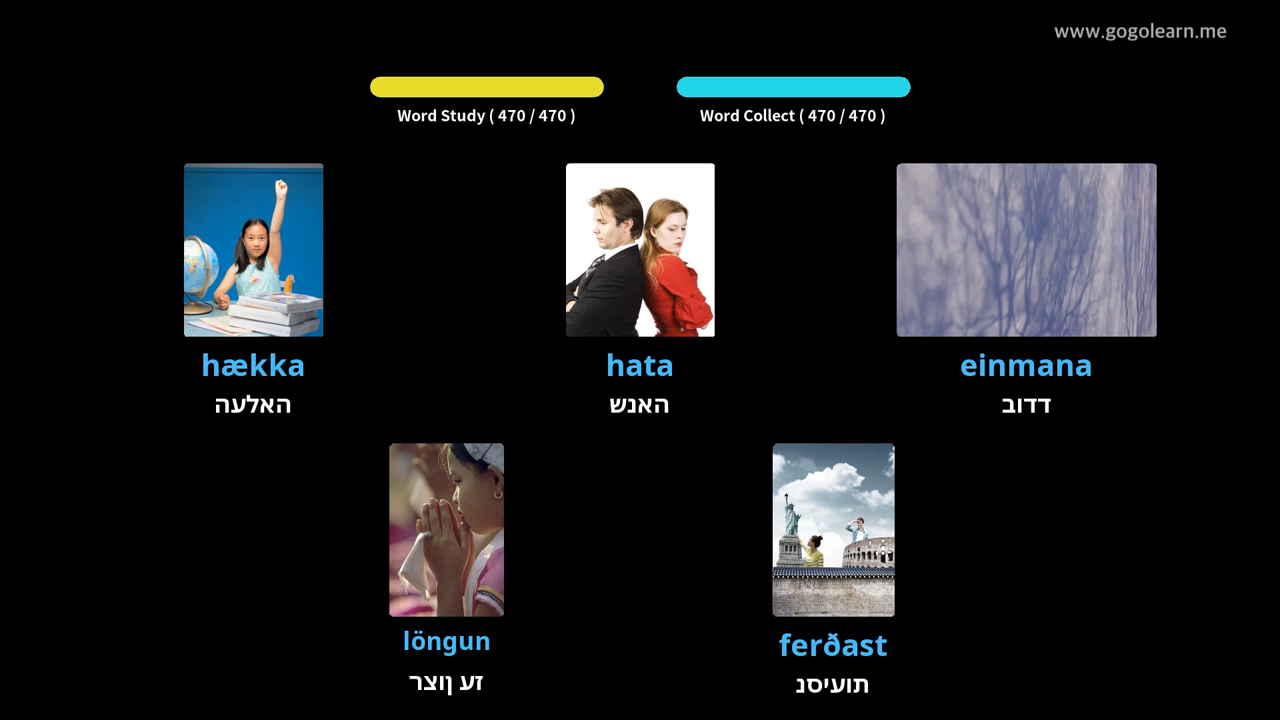 www.gogolearn.me
Word Study ( 470 / 470 )
Word Collect ( 470 / 470 )
hækka
האלעה
hata
האנש
einmana
דדוב
löngun
זע ןוצר
ferðast
תועיסנ